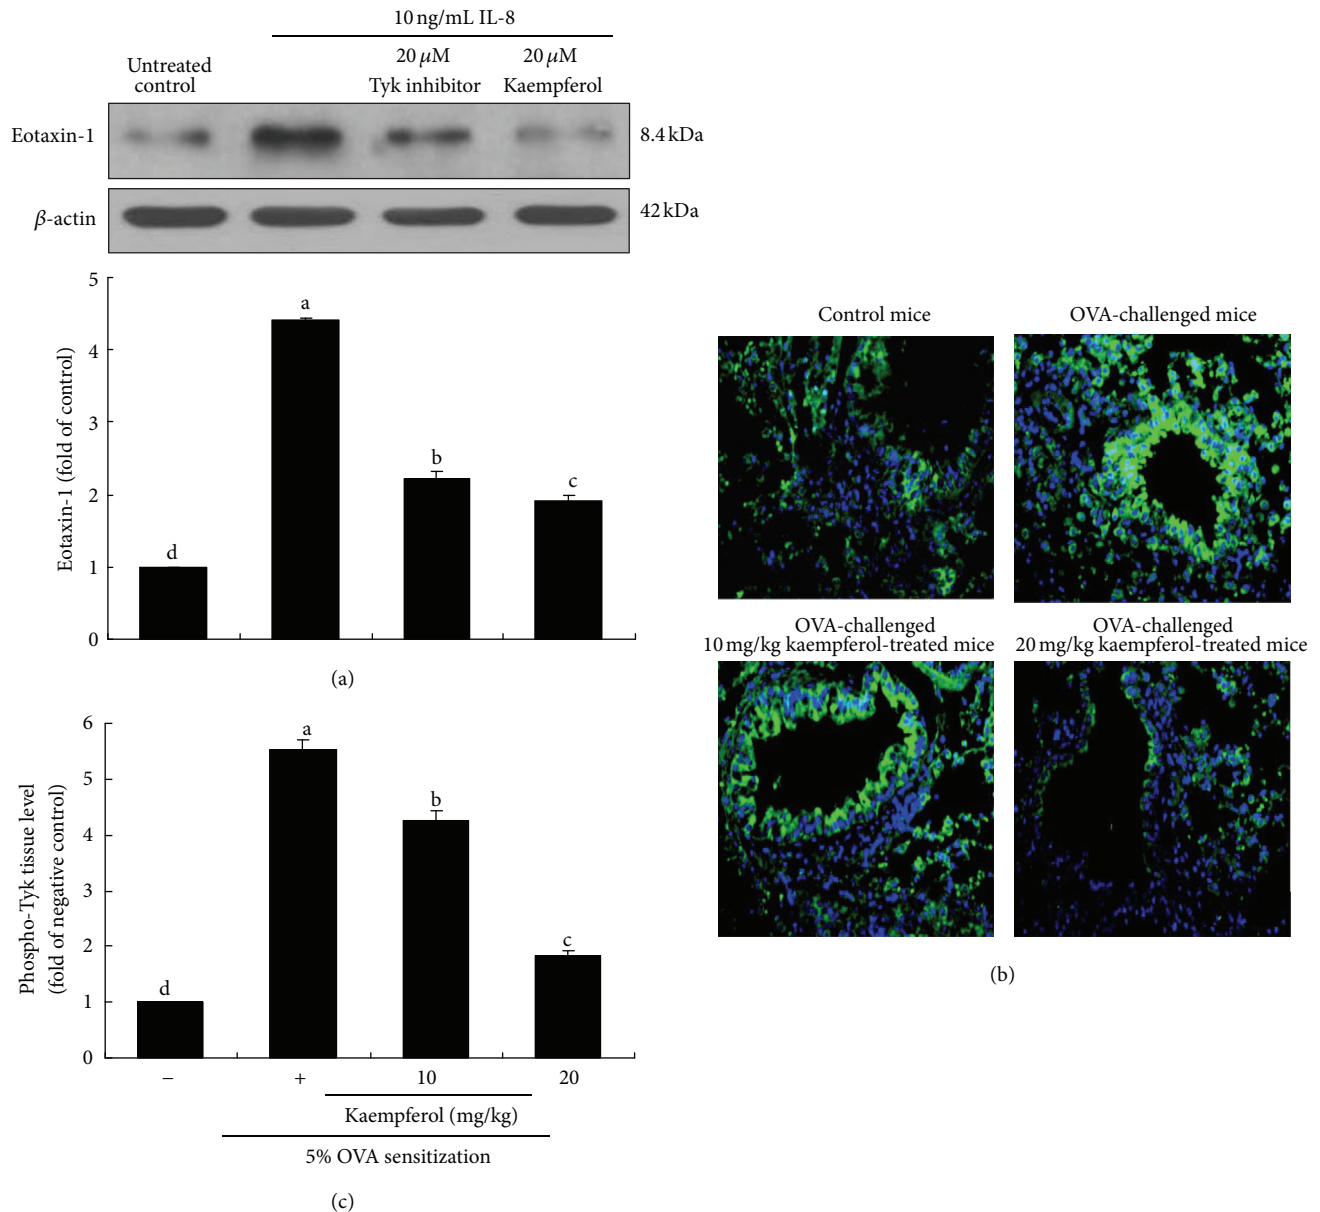 10 ng/mL IL-8
Untreated
control
20 μM
Tyk inhibitor
20 μM
Kaempferol
Eotaxin-1
8.4 kDa
β-actin
42 kDa
Eotaxin-1 (fold of control)
5
4
3
2
1
0
d
a
b
c
(a)
Control mice
OVA-challenged mice
OVA-challenged
10 mg/kg kaempferol-treated mice
OVA-challenged
20 mg/kg kaempferol-treated mice
(b)
Phospho-Tyk tissue level
(fold of negative control)
6
5
4
3
2
1
0
d
a
b
c
− + 10 20
Kaempferol (mg/kg)
5% OVA sensitization
(c)